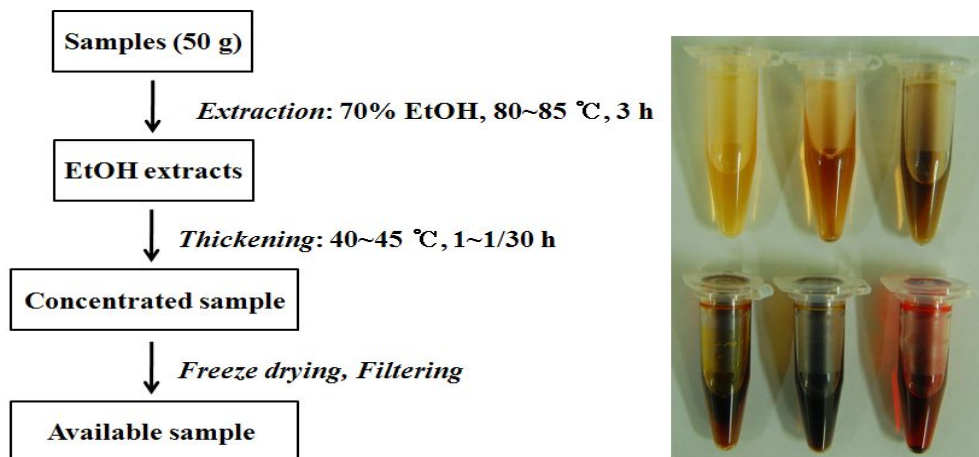 Samples (50 g)
Extraction: 70% EtOH, 80~85 ℃, 3 h
EtOH extracts
Thickening: 40~45 ℃, 1~1/30 h
Concentrated sample
Freeze drying, Filtering
Available sample